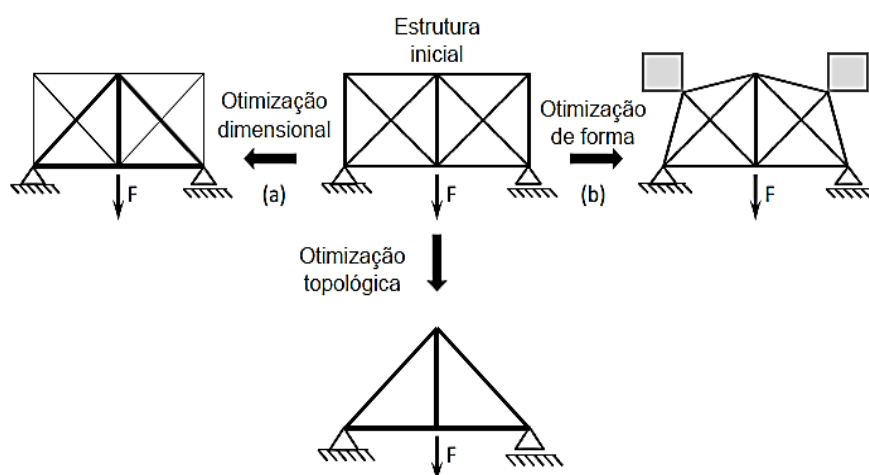 Estrutura
inicial
Otimização
dimensional
(a)
Otimização
de forma
(b)
F
F
F
Otimização
topológica
F